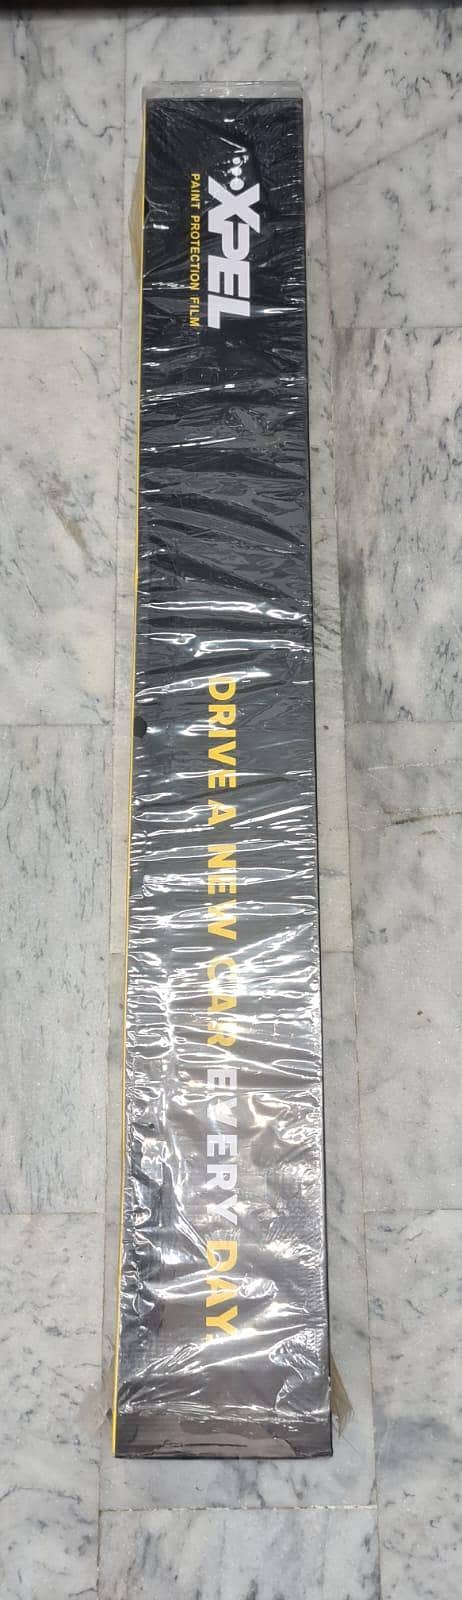 XPEL
PAINT PROTECTION FILM
DRIVE A NEW CAR EVERY DAY.